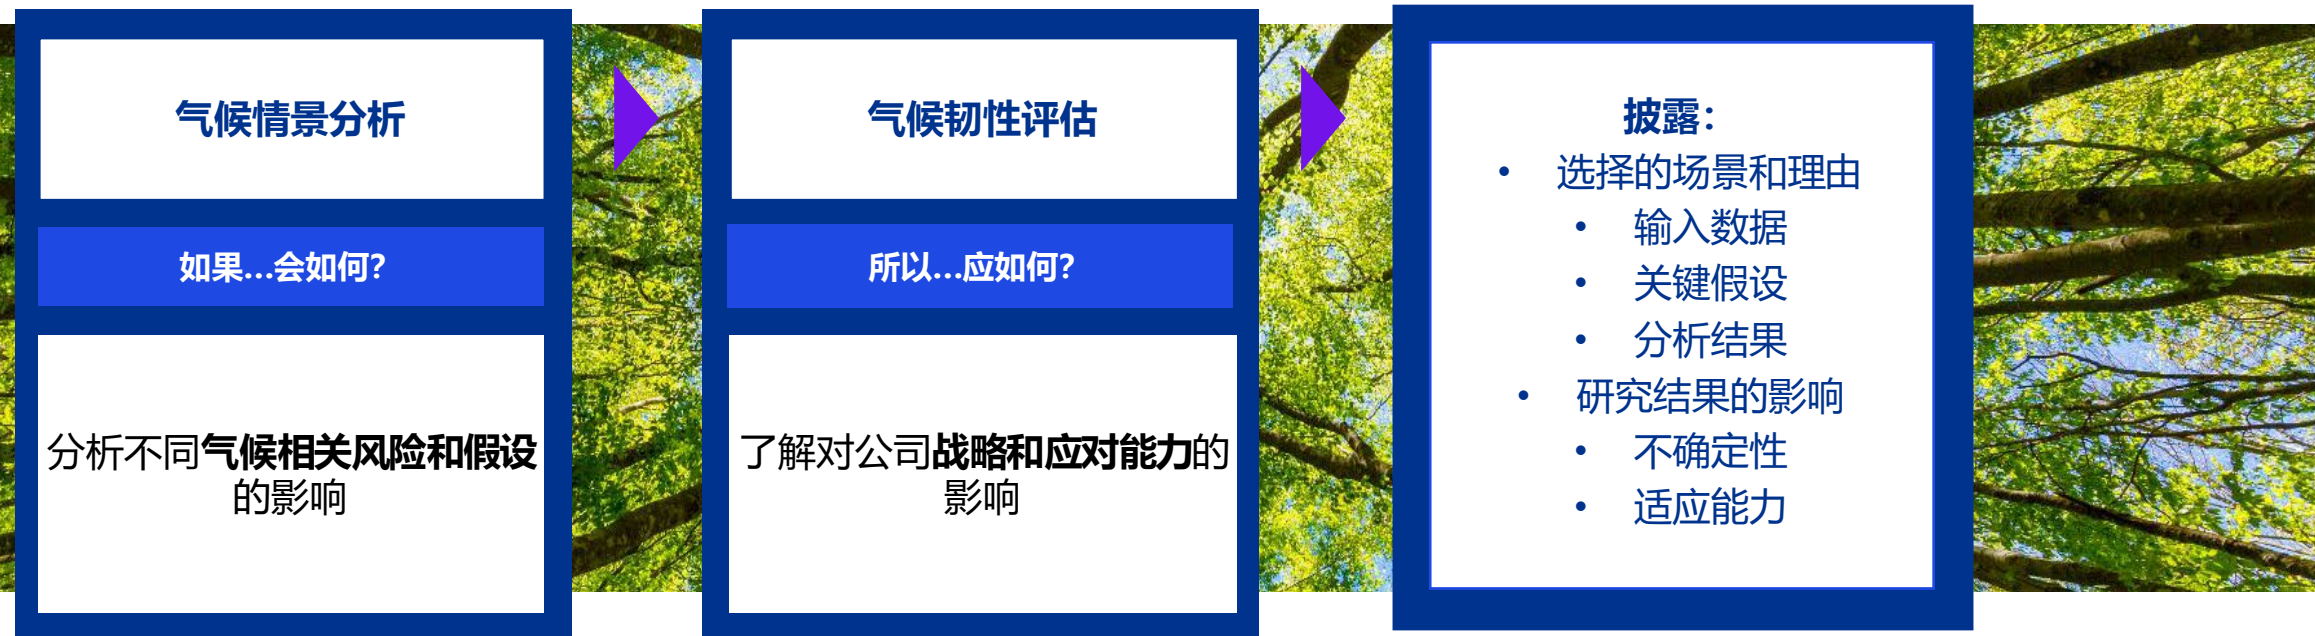 气候情景分析
如果...会如何?
分析不同气候相关风险和假设
的影响
气候韧性评估
所以...应如何?
了解对公司战略和应对能力的
影响
披露:
• 选择的场景和理由
• 输入数据
• 关键假设
• 分析结果
• 研究结果的影响
• 不确定性
• 适应能力